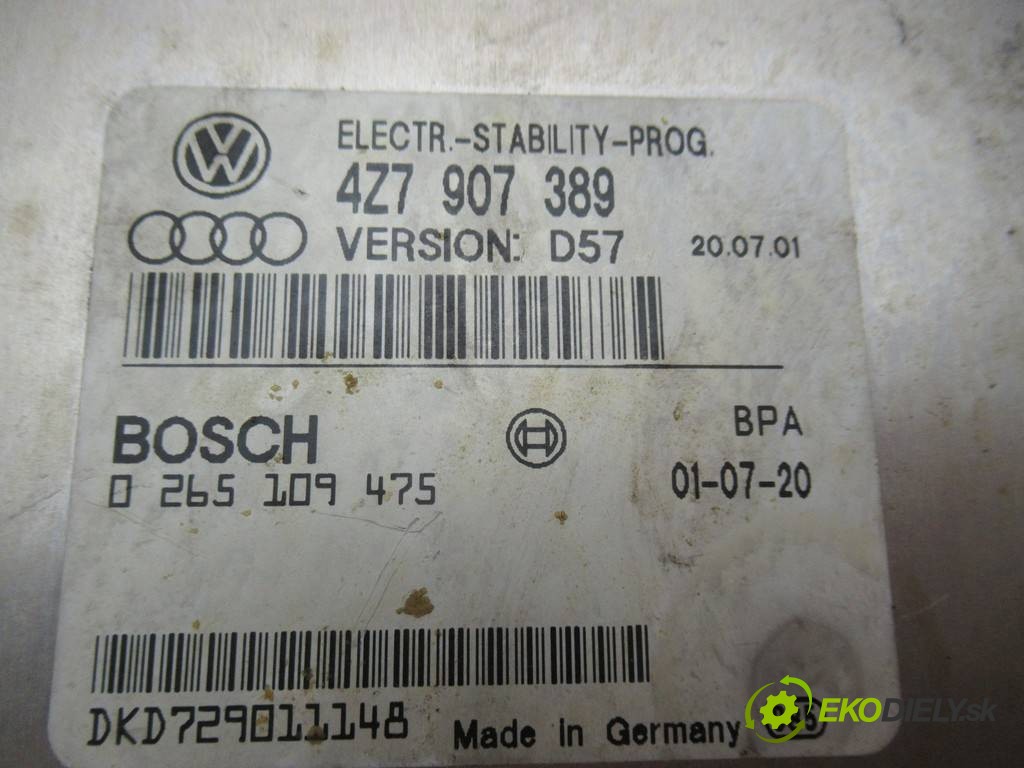 ELECTR.-STABILITY-PROG.
4Z7 907 389
VERSION: D57 20.07.01
BOSCH BPA
0 265 109 475 01-07-20
DKD729011148 Made in Germany
EKODIELY.sk